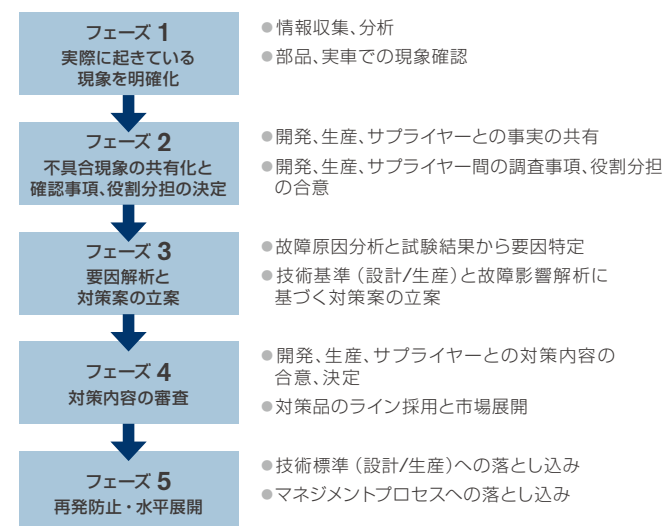 フェーズ 1
実際に起きている
現象を明確化
●情報収集、分析
●部品、実車での現象確認
フェーズ 2
不具合現象の共有化と
確認事項、役割分担の決定
●開発、生産、サプライヤーとの事実の共有
●開発、生産、サプライヤー間の調査事項、役割分担
の合意
フェーズ 3
要因解析と
対策案の立案
●故障原因分析と試験結果から要因特定
●技術基準（設計/生産）と故障影響解析に
基づく対策案の立案
フェーズ 4
対策内容の審査
●開発、生産、サプライヤーとの対策内容の
合意、決定
●対策品のライン採用と市場展開
フェーズ 5
再発防止・水平展開
●技術標準（設計/生産）への落とし込み
●マネジメントプロセスへの落とし込み